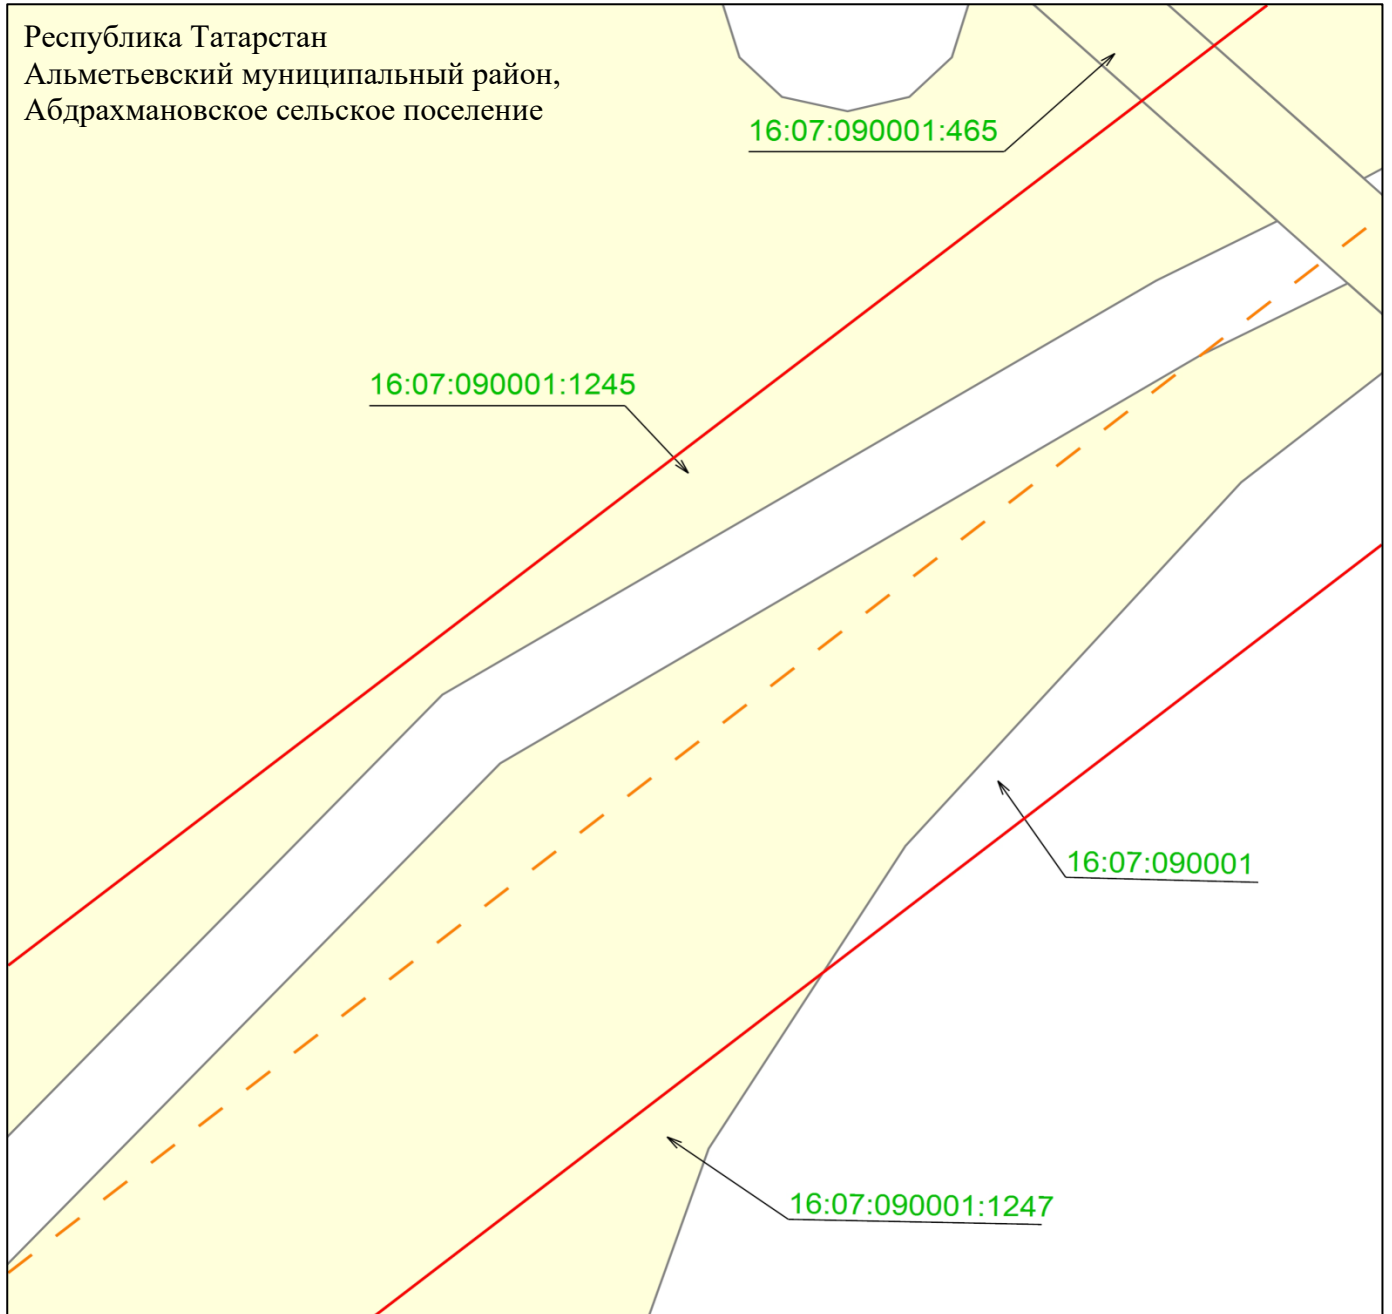 Республика Татарстан
Альметьевский муниципальный район,
Абдрахмановское сельское поселение
16:07:090001:465
16:07:090001:1245
16:07:090001
16:07:090001:1247